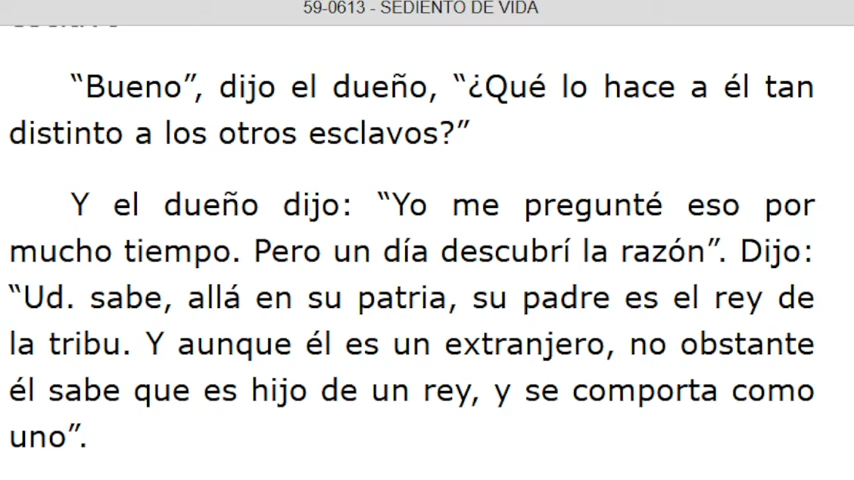 59-0613 - SEDIENTO DE VIDA
“Bueno”, dijo el dueño, “¿Qué lo hace a él tan
distinto a los otros esclavos?”
Y el dueño dijo: “Yo me pregunté eso por
mucho tiempo. Pero un día descubrí la razón”. Dijo:
“Ud. sabe, allá en su patria, su padre es el rey de
la tribu. Y aunque él es un extranjero, no obstante
él sabe que es hijo de un rey, y se comporta como
uno”.